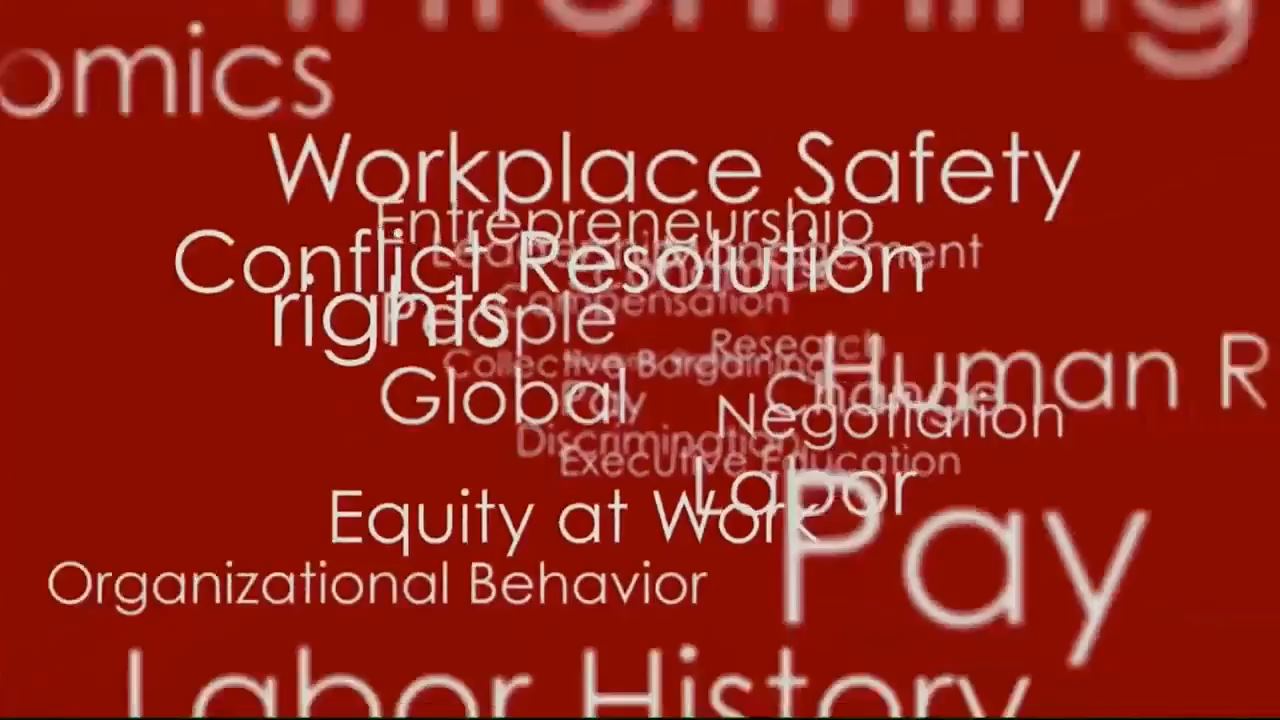 omics
Workplace Safety
Entrepreneurship
Conflict Resolution
Management
rights
People
Compensation
Research
Collective Bargaining
Human R
Global
Change
Pay
Negotiation
Discrimination
Executive Education
Labor
Equity at Work
Pay
Organizational Behavior
Labor History